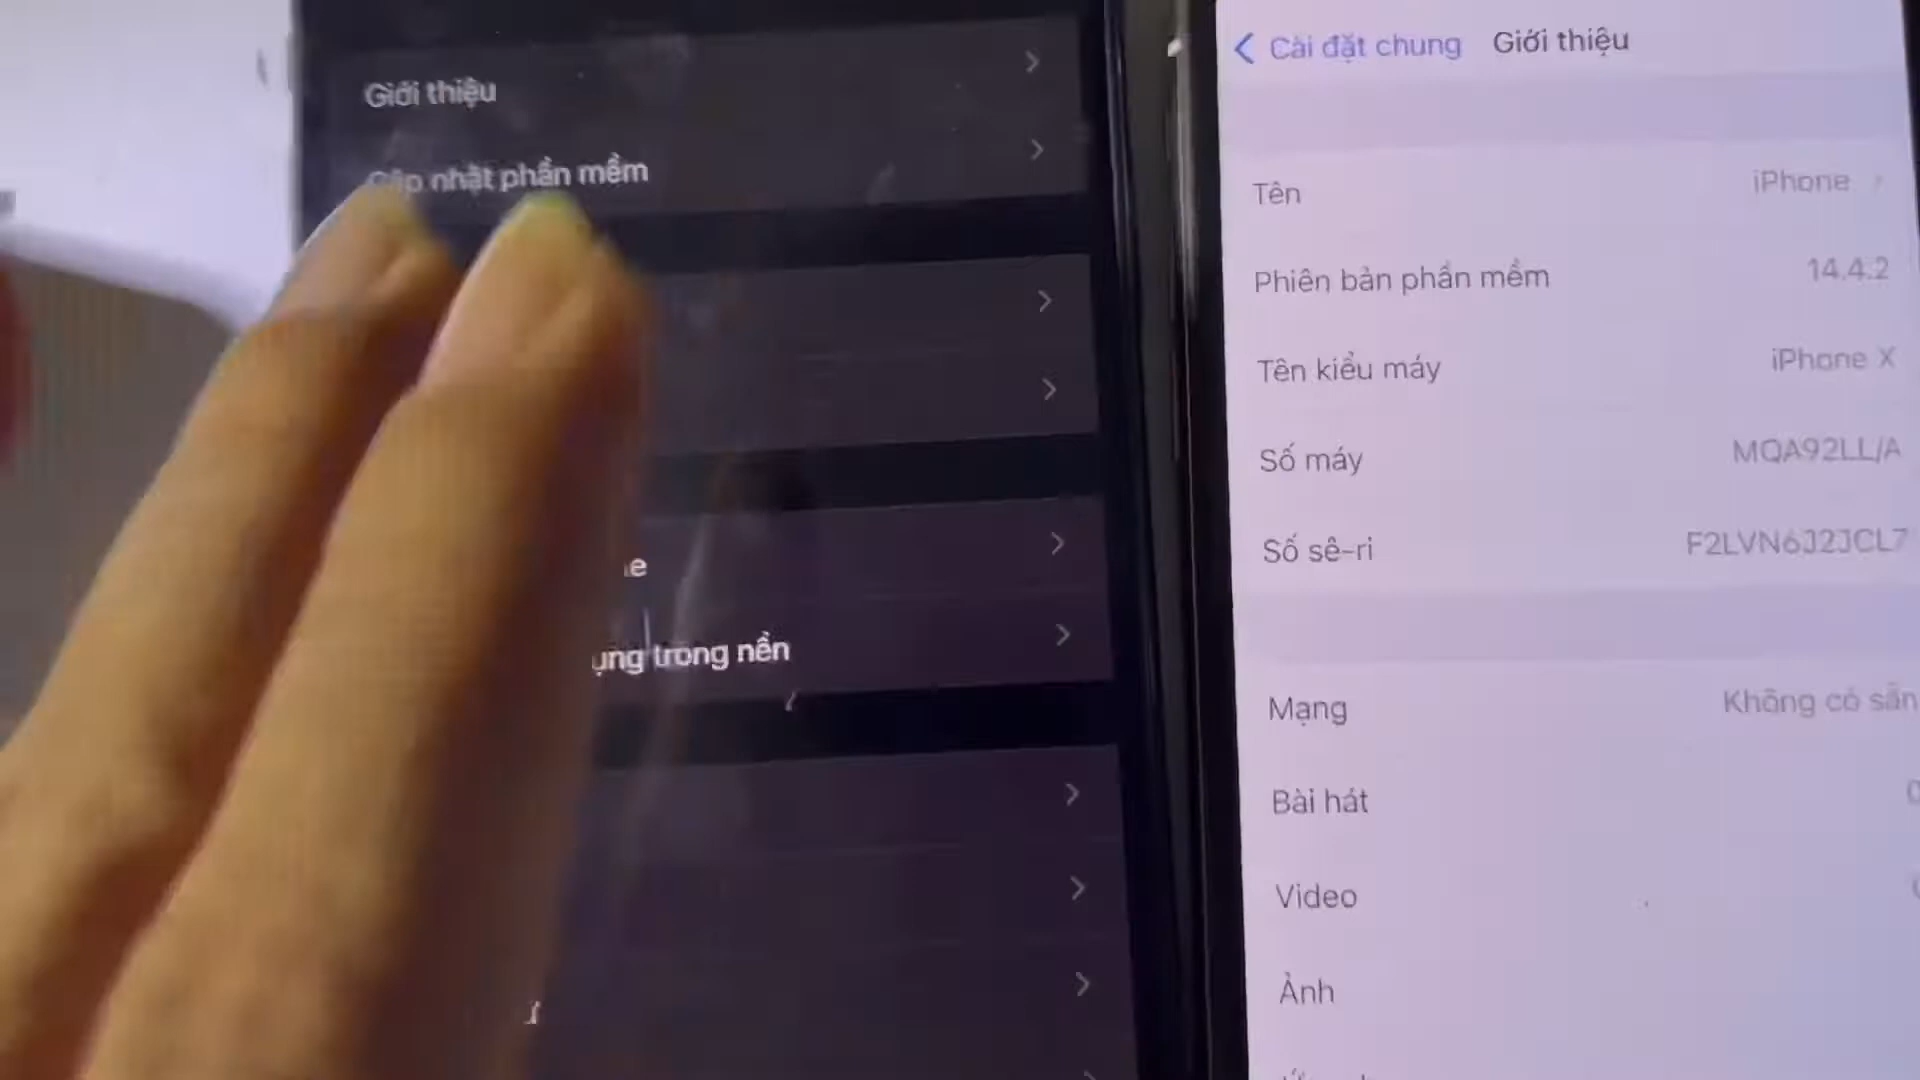 Giới thiệu
nhật phần mềm
ụng trong nền
Cài đặt chung
Giới thiệu
Tên
iPhone
Phiên bản phần mềm
14.4.2
Tên kiểu máy
iPhone X
Số máy
MQA92LL/A
Số sê-ri
F2LVN6J2JCL7
Mạng
Không có sẵn
Bài hát
Video
Ảnh